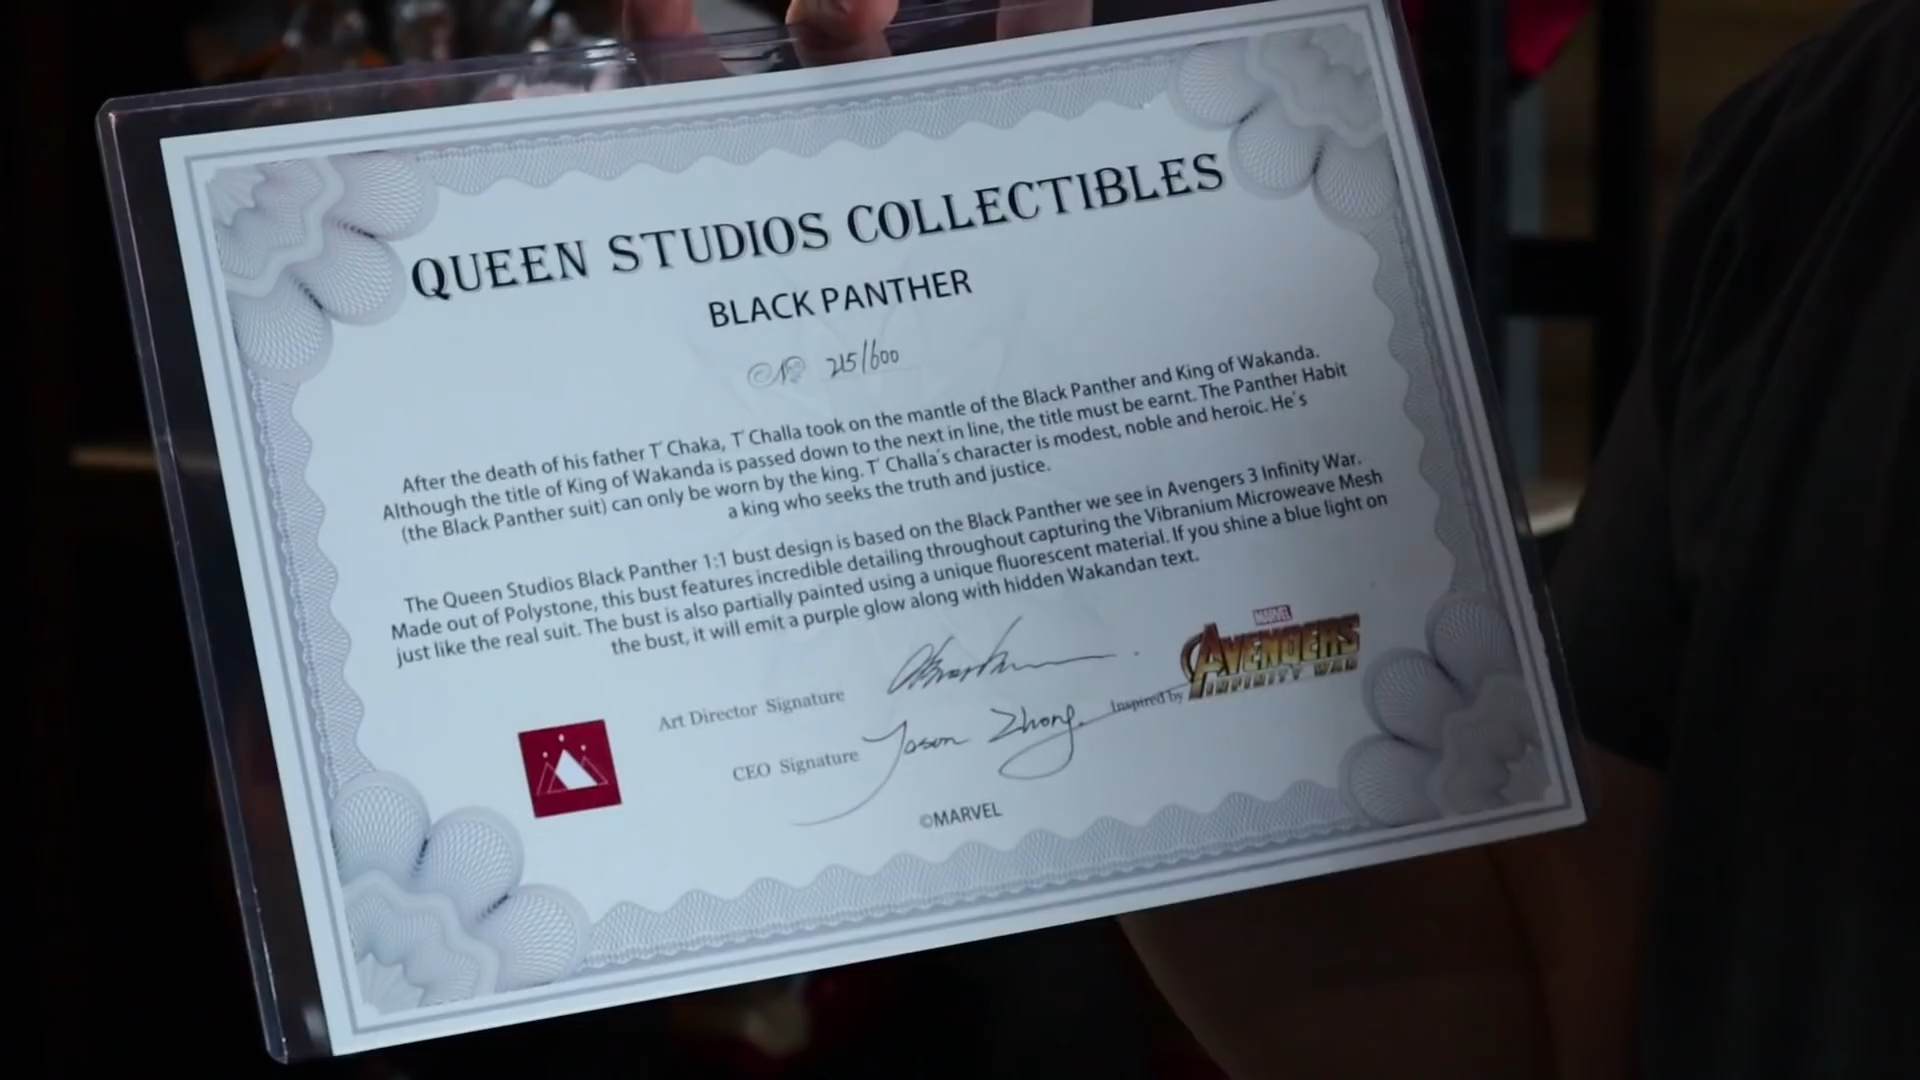 QUEEN STUDIOS COLLECTIBLES
BLACK PANTHER
№ 215/600
After the death of his father T´Chaka, T´Challa took on the mantle of the Black Panther and King of Wakanda.
Although the title of King of Wakanda is passed down to the next in line, the title must be earnt. The Panther Habit
(the Black Panther suit) can only be worn by the king. T´Challa´s character is modest, noble and heroic. He´s
a king who seeks the truth and justice.
The Queen Studios Black Panther 1:1 bust design is based on the Black Panther we see in Avengers 3 Infinity War.
Made out of Polystone, this bust features incredible detailing throughout capturing the Vibranium Microweave Mesh
just like the real suit. The bust is also partially painted using a unique fluorescent material. If you shine a blue light on
the bust, it will emit a purple glow along with hidden Wakandan text.
Art Director Signature
CEO Signature Jason Zhong
Inspired by
MARVEL
AVENGERS
INFINITY WAR
©MARVEL